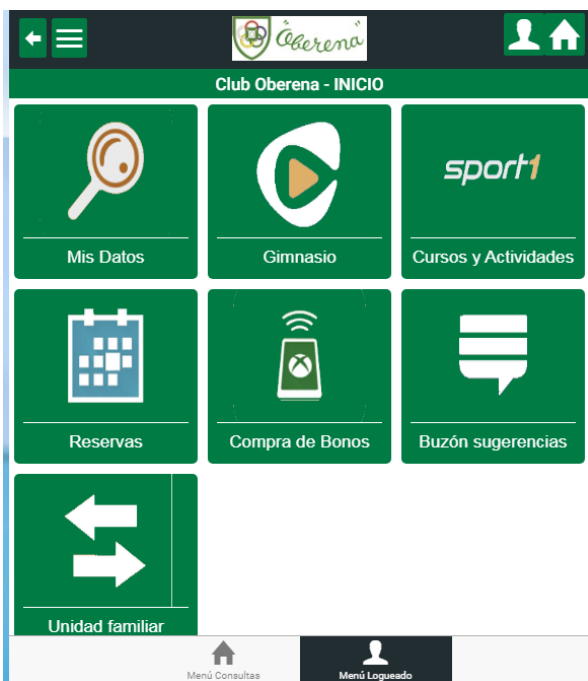 Oberena
Club Oberena - INICIO
sport1
Mis Datos
Gimnasio
Cursos y Actividades
Reservas
Compra de Bonos
Buzón sugerencias
Unidad familiar
Menú Consultas
Menú Logueado